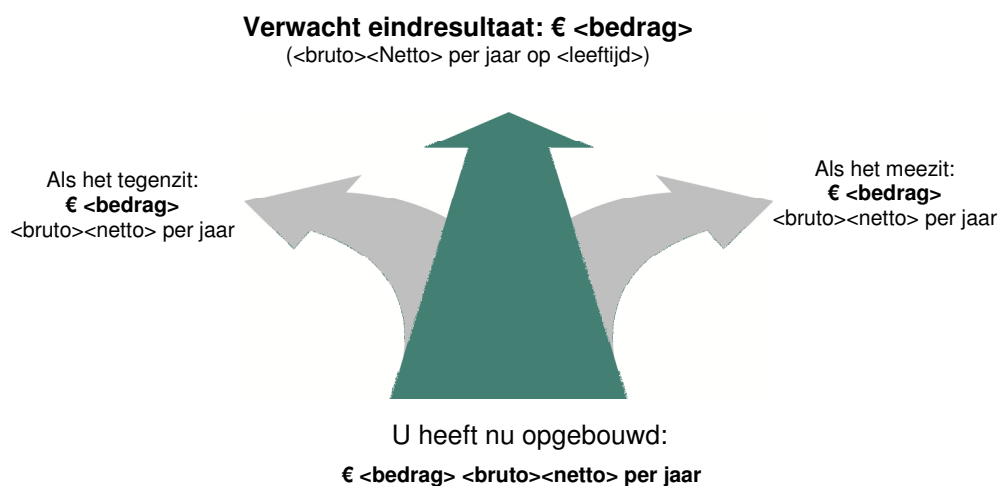 Verwacht eindresultaat: € <bedrag>
(<bruto><Netto> per jaar op <leeftijd>)
Als het tegenzit:
€ <bedrag>
<bruto><netto> per jaar
Als het meezit:
€ <bedrag>
<bruto><netto> per jaar
U heeft nu opgebouwd:
€ <bedrag> <bruto><netto> per jaar